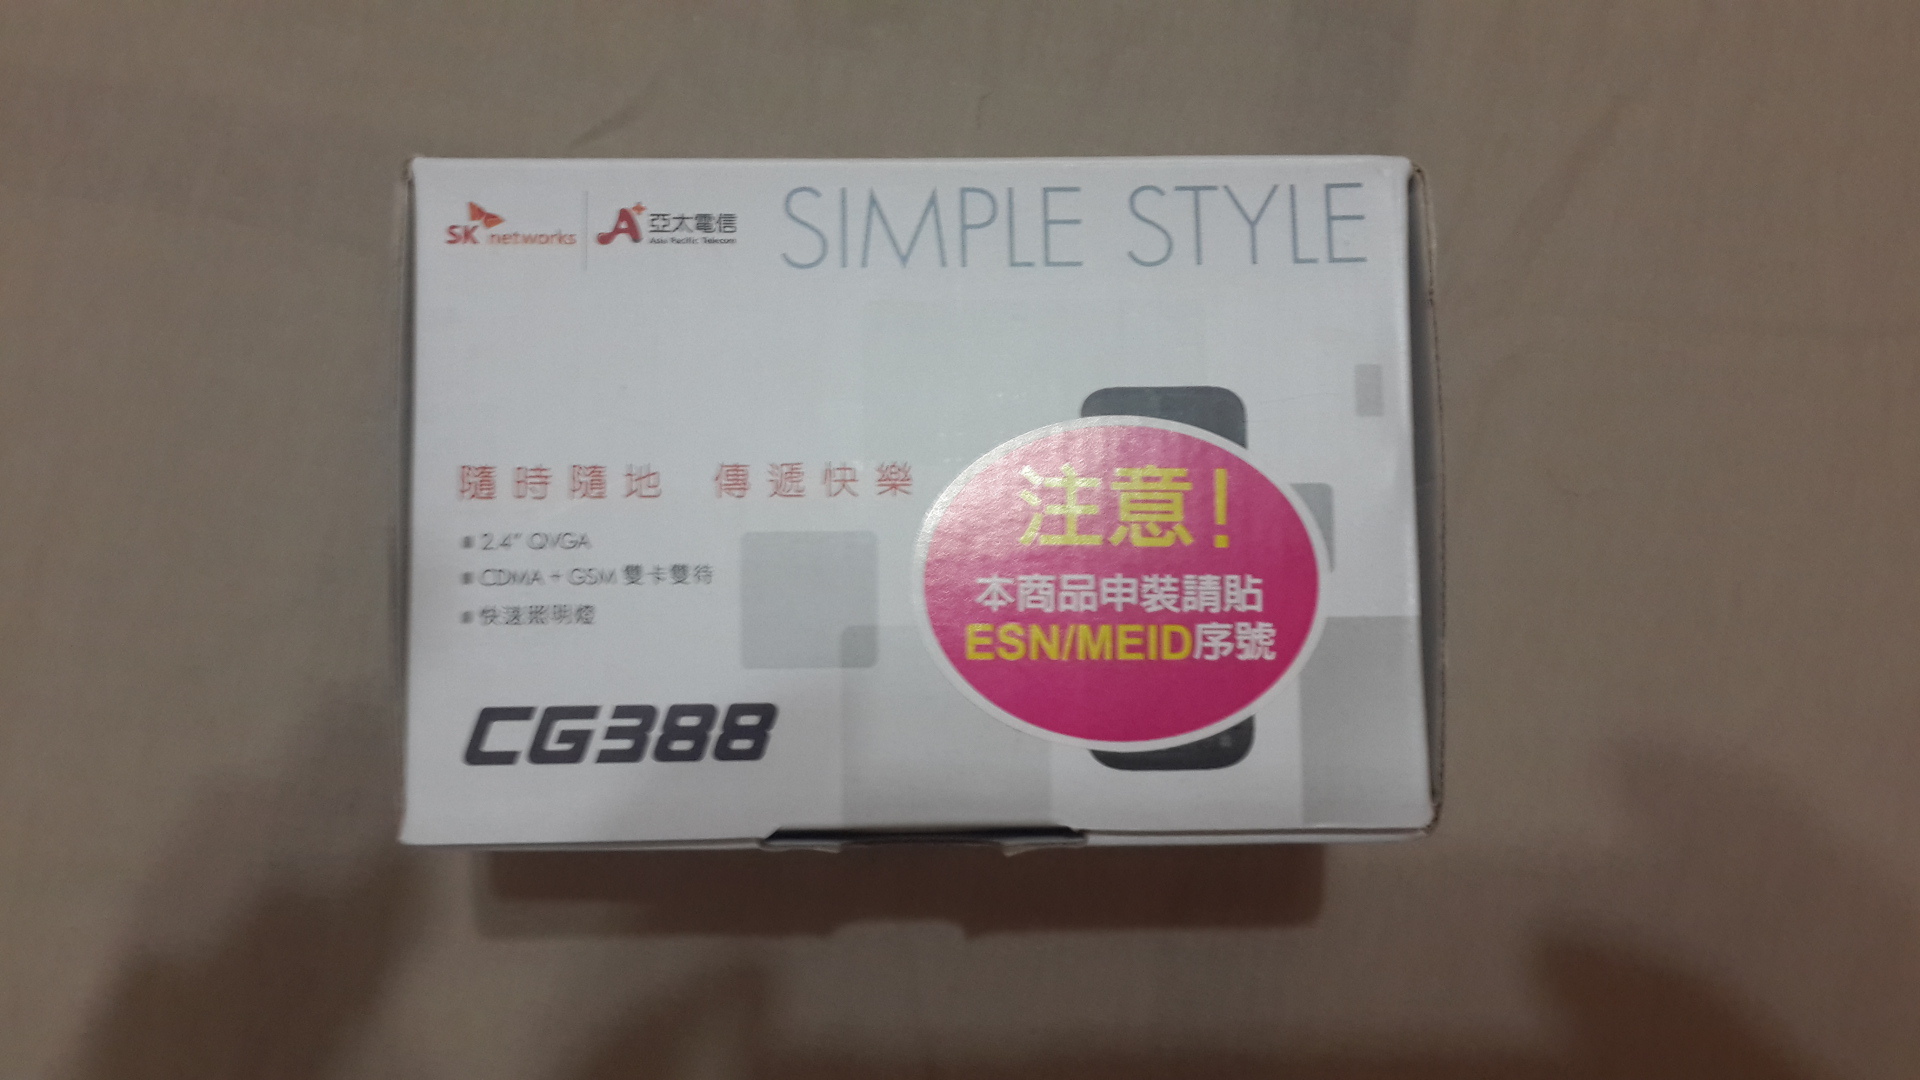 SK networks
A+ 亞太電信
Asia Pacific Telecom
SIMPLE STYLE
隨時隨地 傳遞快樂
2.4" QVGA
CDMA + GSM 雙卡雙待
快速照明燈
CG388
注意!
本商品申裝請貼
ESN/MEID序號